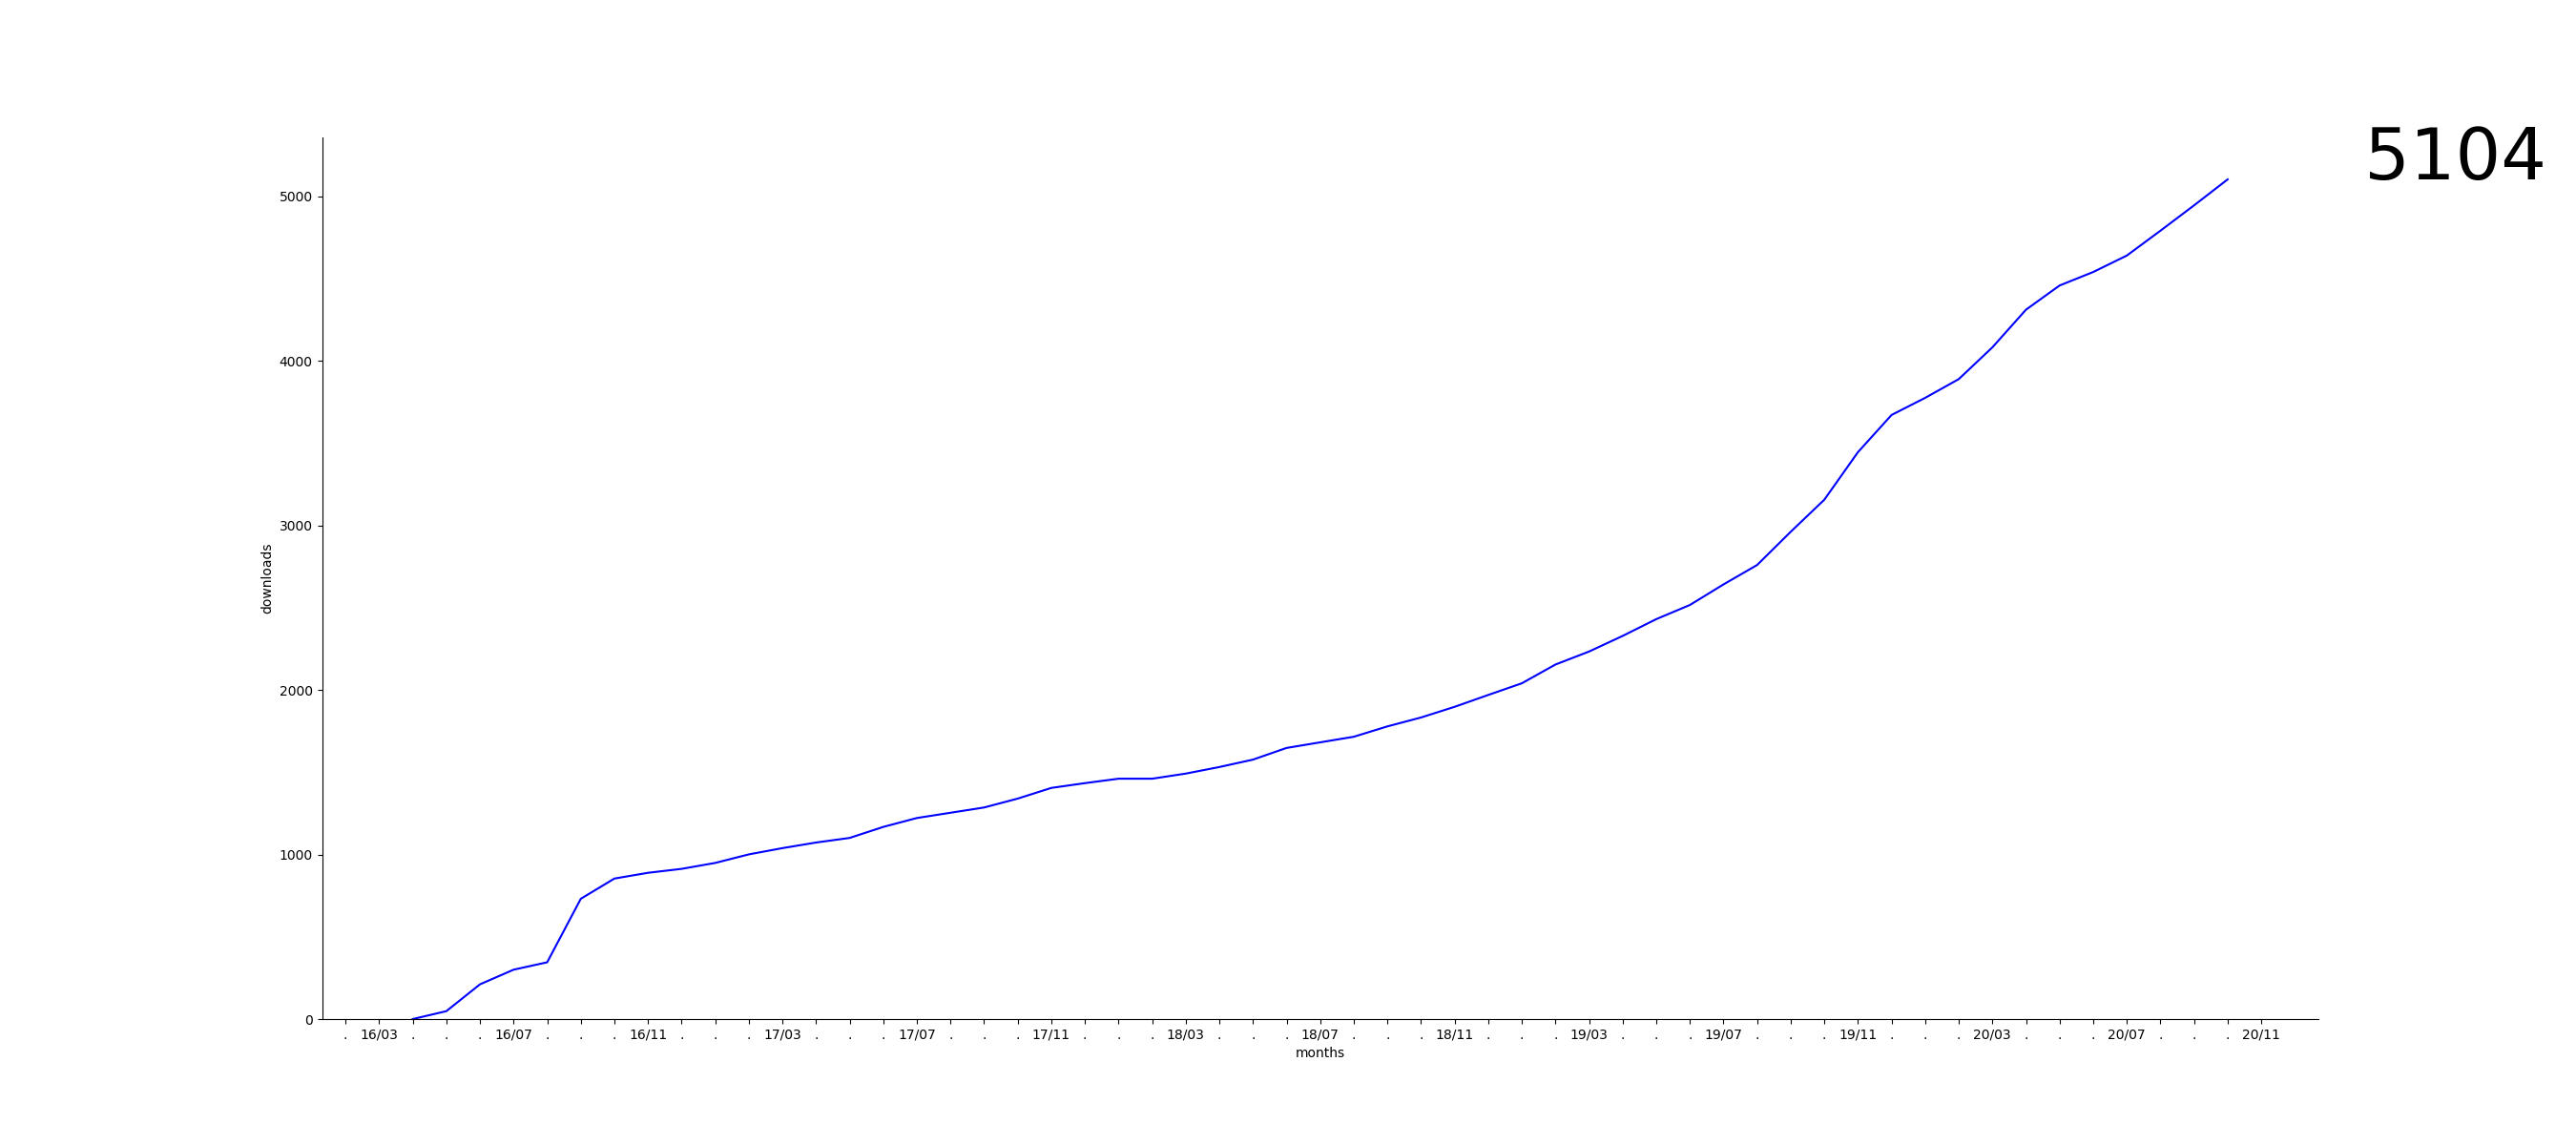 5104
5000
4000
3000
2000
1000
0
downloads
. 16/03 . . . 16/07 . . . 16/11 . . . 17/03 . . . 17/07 . . . 17/11 . . . 18/03 . . . 18/07 . . . 18/11 . . . 19/03 . . . 19/07 . . . 19/11 . . . 20/03 . . . 20/07 . . . 20/11
months